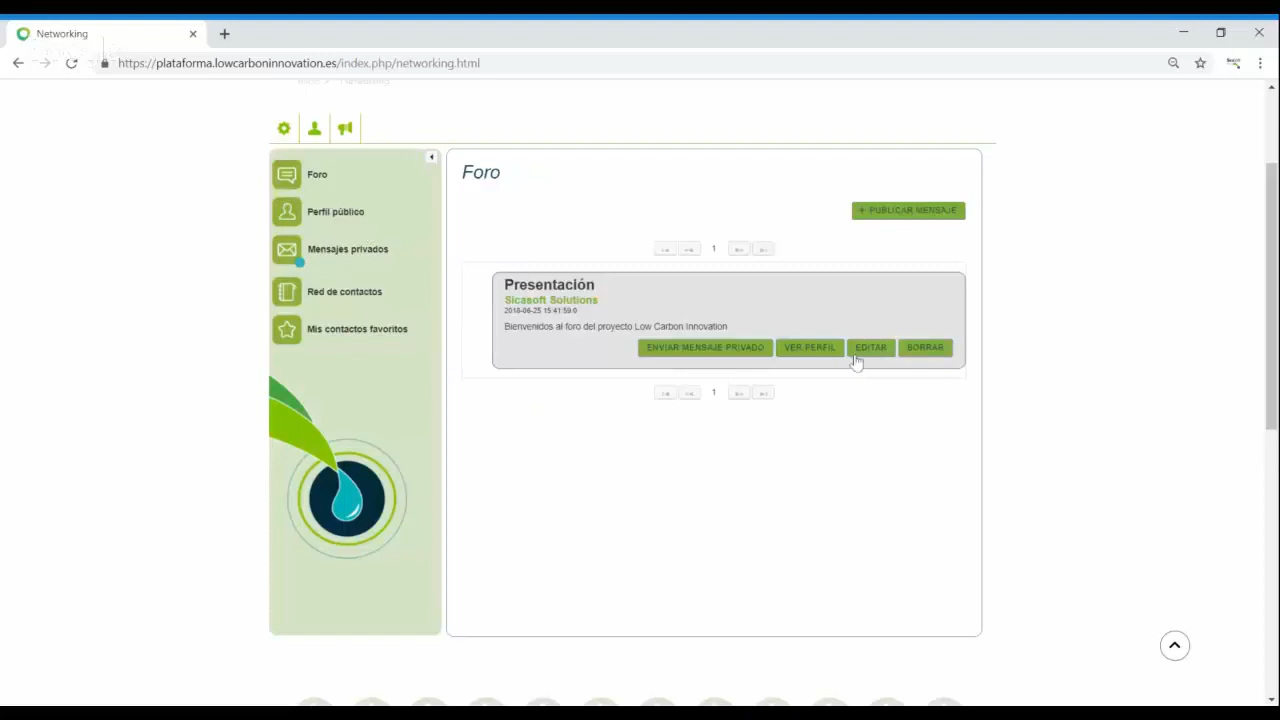 Networking
https://plataforma.lowcarboninnovation.es/index.php/networking.html
Foro
Perfil público
Mensajes privados
Red de contactos
Mis contactos favoritos
Foro
+ PUBLICAR MENSAJE
1
Presentación
Sicasoft Solutions
2018-06-25 15:41:59.0
Bienvenidos al foro del proyecto Low Carbon Innovation
ENVIAR MENSAJE PRIVADO VER PERFIL EDITAR BORRAR
1